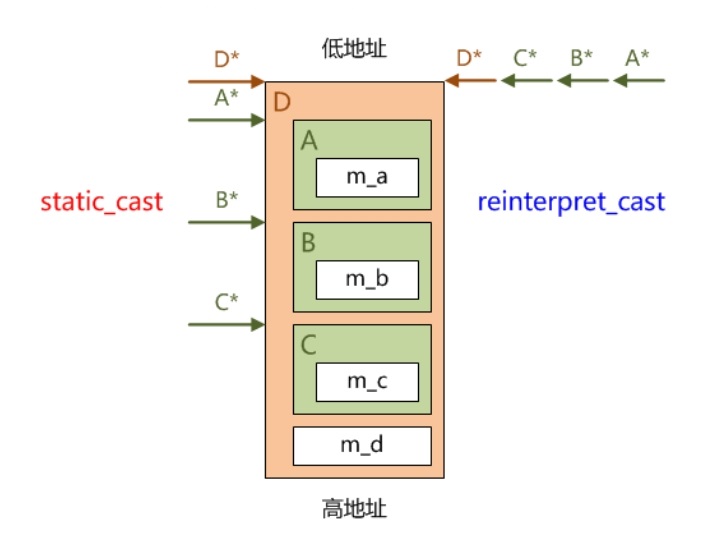 低地址
D*
D* C* B* A*
A*
D
A
m_a
static_cast
B*
reinterpret_cast
B
m_b
C*
C
m_c
m_d
高地址